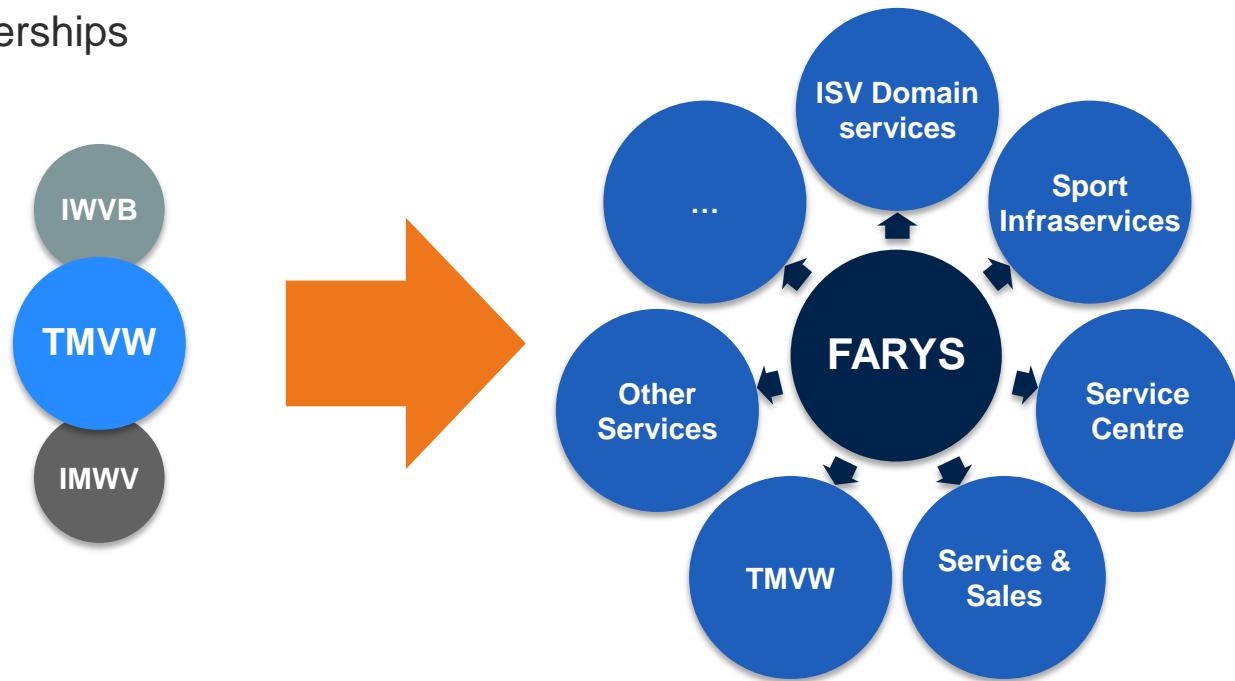 erships
IWVB
TMVW
IMWV
ISV Domain
services
Sport
Infraservices
Service
Centre
Service &
Sales
TMVW
Other
Services
...
FARYS